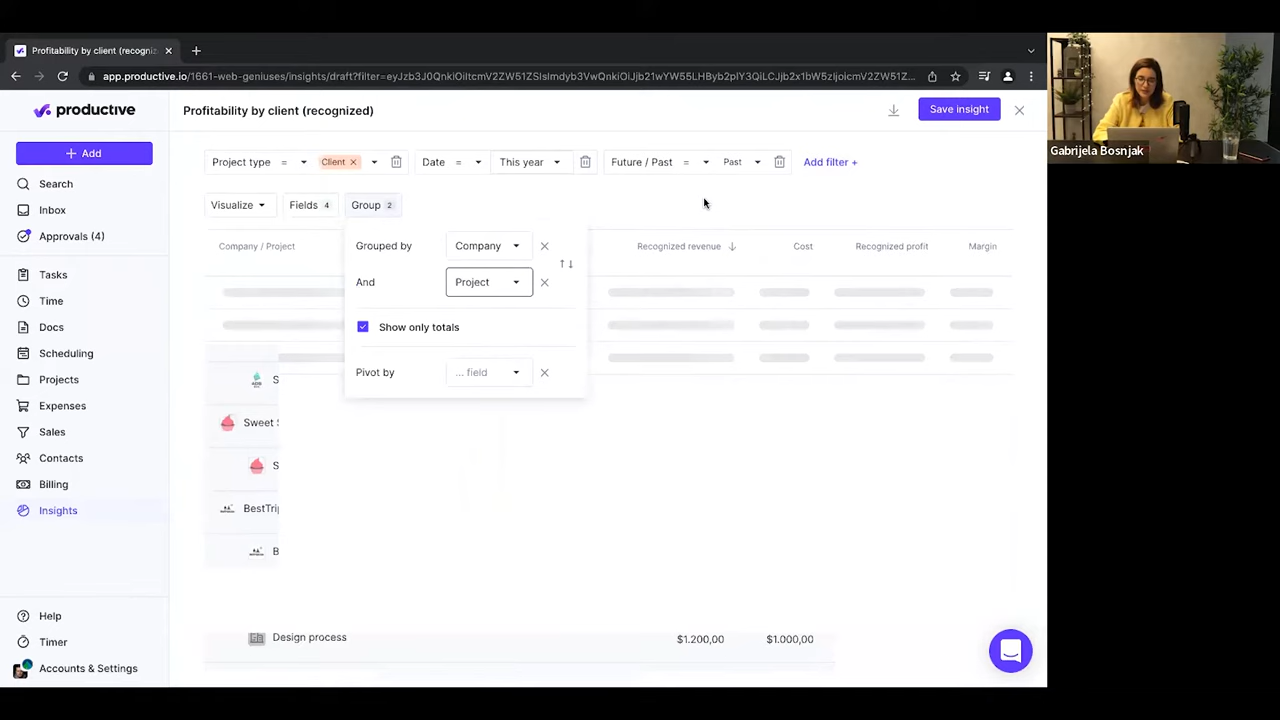 Profitability by client (recogniz
app.productive.io/1661-web-geniuses/insights/draft?filter=eyJzb3J0QnkiOiItcmV2ZW51ZSIsImdyb3VwQnkiOiJjb21wYW55LHByb2plY3QiLCJjb2x1bW5zIjoicmV2ZW51ZSZ...
Gabrijela Bosnjak
productive
Profitability by client (recognized)
Save insight
+ Add
Project type = Client × Date = This year Future / Past = Past Add filter +
Search
Visualize Fields 4 Group 2
Inbox
Approvals (4)
Company / Project Recognized revenue ↓ Cost Recognized profit Margin
Grouped by Company
And Project
Show only totals
Pivot by ... field
Tasks
Time
Docs
Scheduling
Projects
Expenses
Sales
Contacts
Billing
Insights
S
Sweet
S
BestTri
B
Design process $1.200,00 $1.000,00
Help
Timer
Accounts & Settings